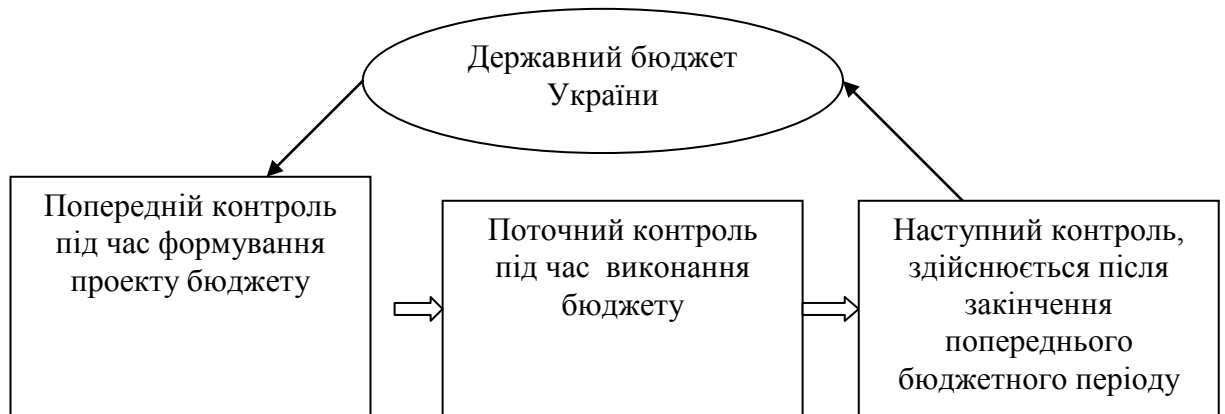 Державний бюджет
України
Попередній контроль
під час формування
проекту бюджету
Поточний контроль
під час виконання
бюджету
Наступний контроль,
здійснюється після
закінчення
попереднього
бюджетного періоду